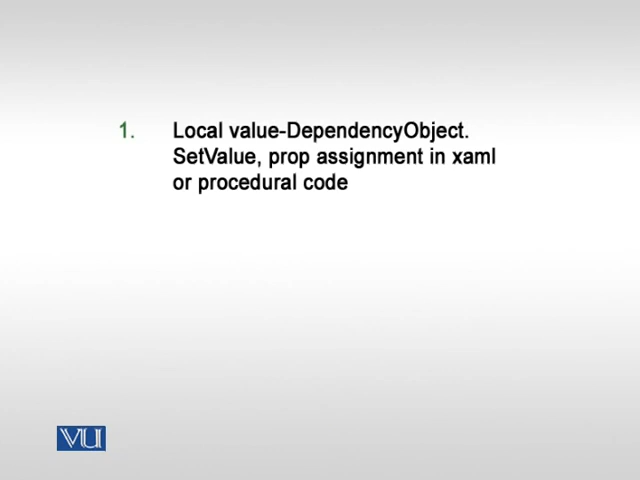 1. Local value-DependencyObject.
SetValue, prop assignment in xaml
or procedural code
VU